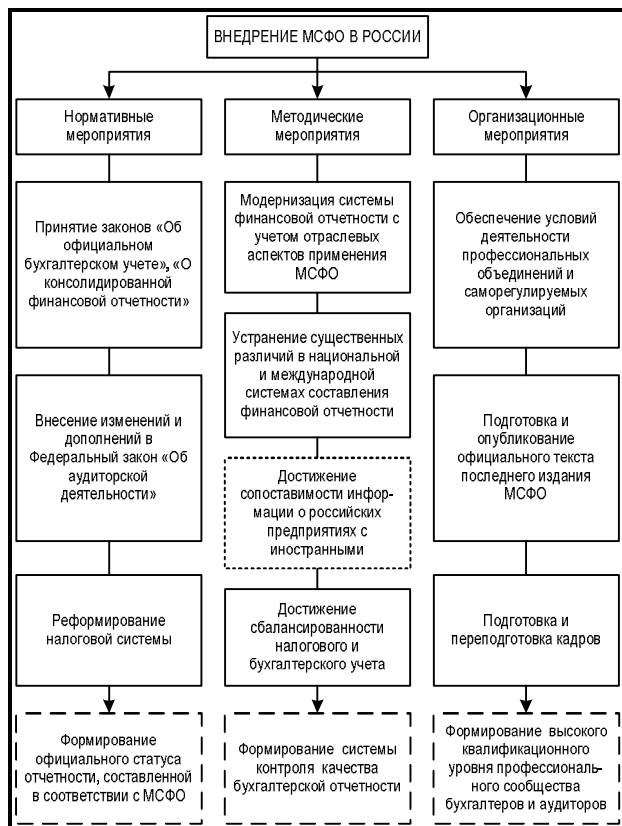 ВНЕДРЕНИЕ МСФО В РОССИИ
Нормативные
мероприятия
Принятие законов «Об
официальном
бухгалтерском учете», «О
консолидированной
финансовой отчетности»
Внесение изменений и
дополнений в
Федеральный закон «Об
аудиторской
деятельности»
Реформирование
налоговой системы
Формирование
официального статуса
отчетности, составленной
в соответствии с МСФО
Методические
мероприятия
Модернизация системы
финансовой отчетности с
учетом отраслевых
аспектов применения
МСФО
Устранение существенных
различий в национальной
и международной
системах составления
финансовой отчетности
Достижение
сопоставимости инфор-
мации о российских
предприятиях с
иностранными
Достижение
сбалансированности
налогового и
бухгалтерского учета
Формирование системы
контроля качества
бухгалтерской отчетности
Организационные
мероприятия
Обеспечение условий
деятельности
профессиональных
объединений и
саморегулируемых
организаций
Подготовка и
опубликование
официального текста
последнего издания
МСФО
Подготовка и
переподготовка кадров
Формирование высокого
квалификационного
уровня профессиональ-
ного сообщества
бухгалтеров и аудиторов